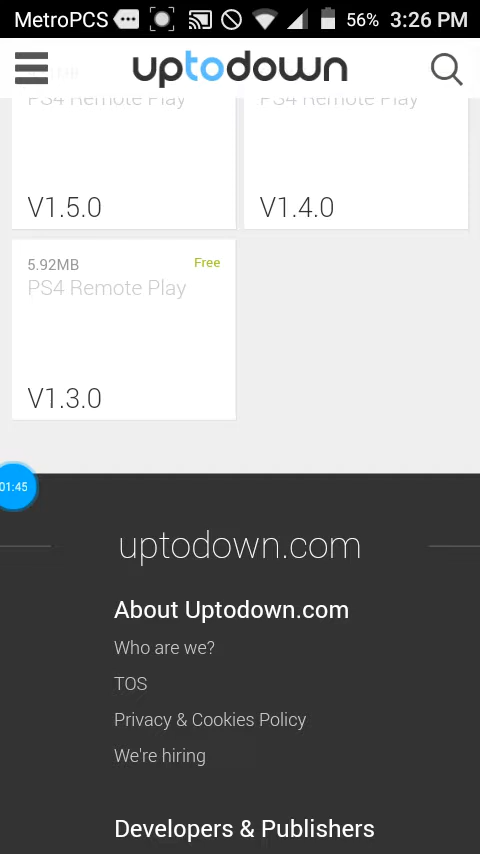 MetroPCS 56% 3:26 PM
uptodown
PS4 Remote Play PS4 Remote Play
V1.5.0 V1.4.0
5.92MB Free
PS4 Remote Play
V1.3.0
01:45
uptodown.com
About Uptodown.com
Who are we?
TOS
Privacy & Cookies Policy
We're hiring
Developers & Publishers